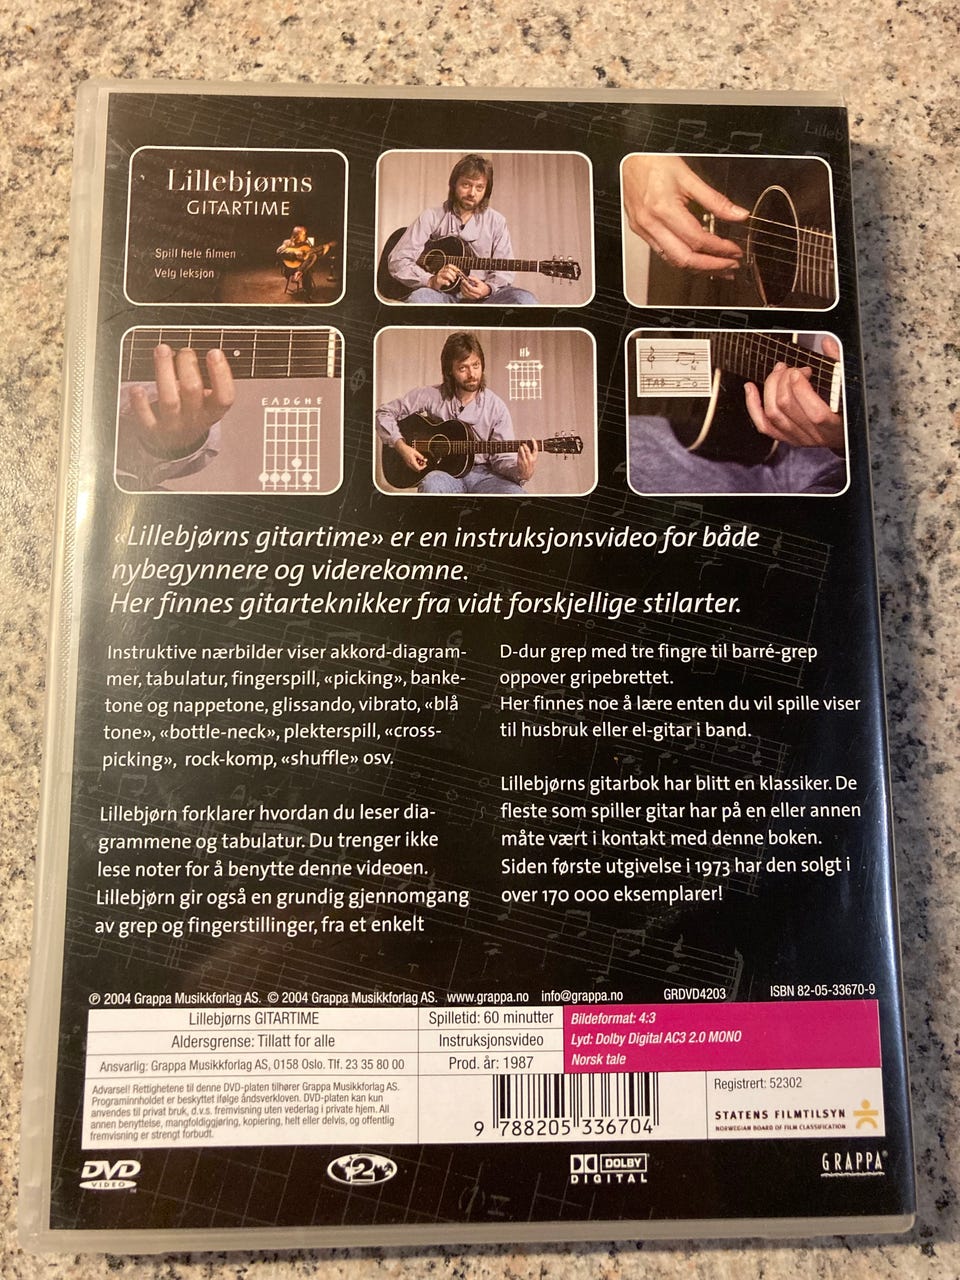 Lillebjørns
GITARTIME
Spill hele filmen
Velg leksjon
E A D G H E
H♭
TAB 2 0
«Lillebjørns gitartime» er en instruksjonsvideo for både
nybegynnere og viderekomne.
Her finnes gitarteknikker fra vidt forskjellige stilarter.
Instruktive nærbilder viser akkord-diagram-
mer, tabulatur, fingerspill, «picking», banke-
tone og nappetone, glissando, vibrato, «blå
tone», «bottle-neck», plekterspill, «cross-
picking», rock-komp, «shuffle» osv.
Lillebjørn forklarer hvordan du leser dia-
grammene og tabulatur. Du trenger ikke
lese noter for å benytte denne videoen.
Lillebjørn gir også en grundig gjennomgang
av grep og fingerstillinger, fra et enkelt
D-dur grep med tre fingre til barré-grep
oppover gripebrettet.
Her finnes noe å lære enten du vil spille viser
til husbruk eller el-gitar i band.
Lillebjørns gitarbok har blitt en klassiker. De
fleste som spiller gitar har på en eller annen
måte vært i kontakt med denne boken.
Siden første utgivelse i 1973 har den solgt i
over 170 000 eksemplarer!
℗ 2004 Grappa Musikkforlag AS. © 2004 Grappa Musikkforlag AS. www.grappa.no info@grappa.no GRDVD4203 ISBN 82-05-33670-9
Lillebjørns GITARTIME
Aldersgrense: Tillatt for alle
Ansvarlig: Grappa Musikkforlag AS, 0158 Oslo. Tlf. 23 35 80 00
Advarsel! Rettighetene til denne DVD-platen tilhører Grappa Musikkforlag AS.
Programinnholdet er beskyttet ifølge åndsverkloven. DVD-platen kan kun
anvendes til privat bruk, d.v.s. fremvisning uten vederlag i private hjem. All
annen benyttelse, mangfoldiggjøring, kopiering, helt eller delvis, og offentlig
fremvisning er strengt forbudt.
Spilletid: 60 minutter
Instruksjonsvideo
Prod. år: 1987
Bildeformat: 4:3
Lyd: Dolby Digital AC3 2.0 MONO
Norsk tale
9 788205 336704
Registrert: 52302
STATENS FILMTILSYN
NORWEGIAN BOARD OF FILM CLASSIFICATION
DVD
VIDEO
2
DOLBY
DIGITAL
GRAPPA